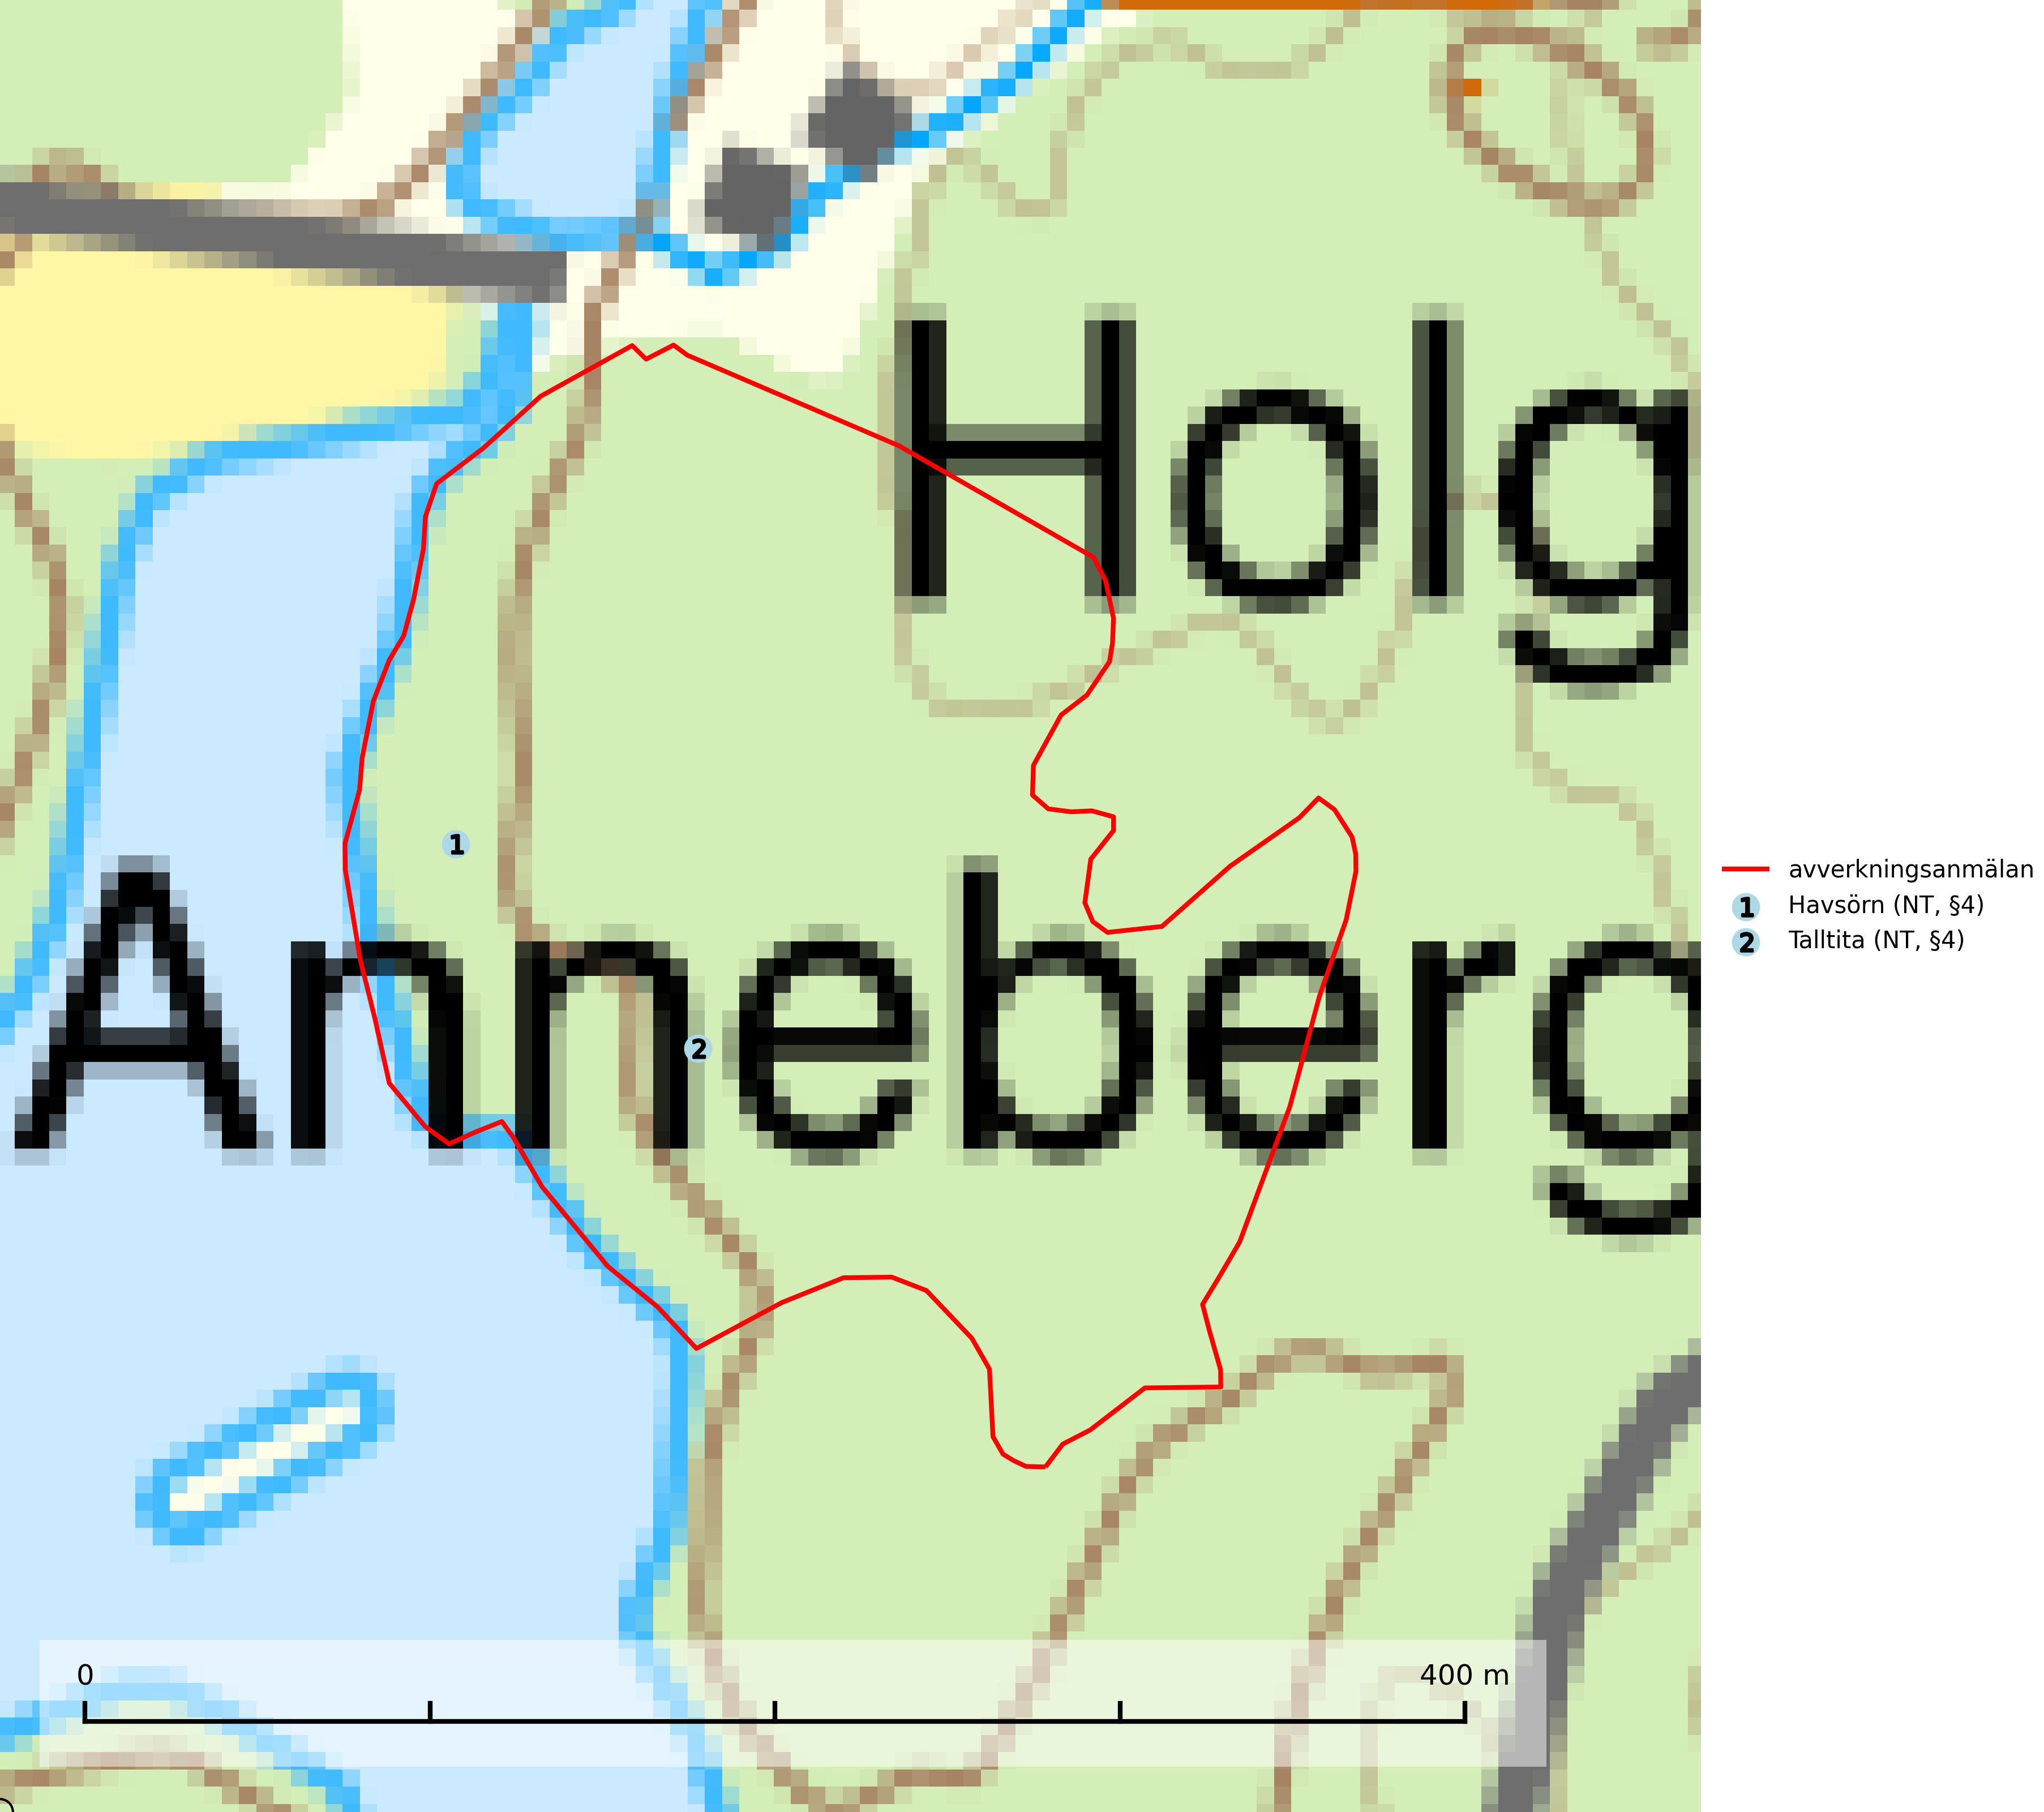 Holg
Anneberg
1
2
avverkningsanmälan
1 Havsörn (NT, §4)
2 Talltita (NT, §4)
0 400 m